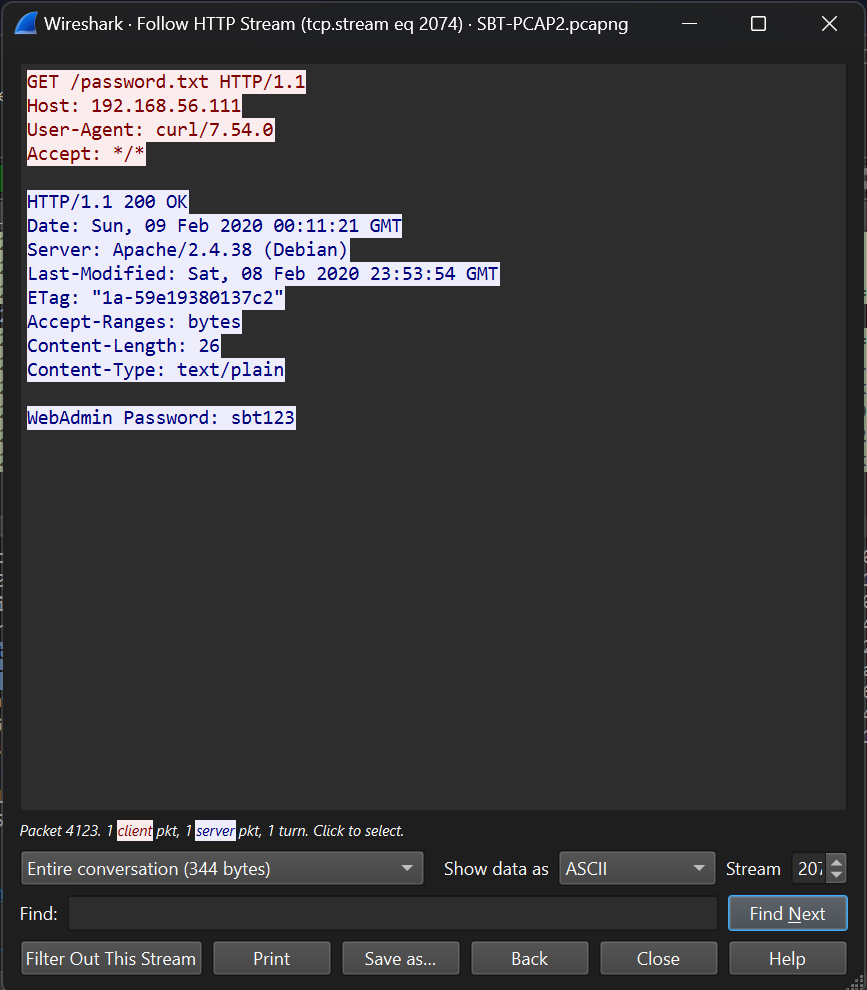 Wireshark · Follow HTTP Stream (tcp.stream eq 2074) · SBT-PCAP2.pcapng
GET /password.txt HTTP/1.1
Host: 192.168.56.111
User-Agent: curl/7.54.0
Accept: */*
HTTP/1.1 200 OK
Date: Sun, 09 Feb 2020 00:11:21 GMT
Server: Apache/2.4.38 (Debian)
Last-Modified: Sat, 08 Feb 2020 23:53:54 GMT
ETag: "1a-59e19380137c2"
Accept-Ranges: bytes
Content-Length: 26
Content-Type: text/plain
WebAdmin Password: sbt123
Packet 4123. 1 client pkt, 1 server pkt, 1 turn. Click to select.
Entire conversation (344 bytes) Show data as ASCII Stream
Find: Find Next
Filter Out This Stream Print Save as... Back Close Help